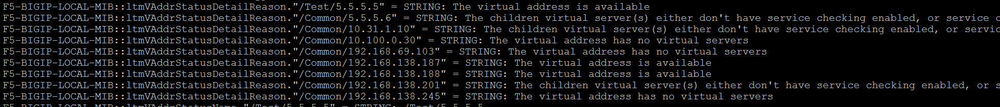 F5-BIGIP-LOCAL-MIB::ltmVAddrStatusDetailReason."/Test/5.5.5.5" = STRING: The virtual address is available
F5-BIGIP-LOCAL-MIB::ltmVAddrStatusDetailReason."/Common/5.5.5.6" = STRING: The children virtual server(s) either don't have service checking enabled, or service c
F5-BIGIP-LOCAL-MIB::ltmVAddrStatusDetailReason."/Common/10.31.1.10" = STRING: The children virtual server(s) either don't have service checking enabled, or servic
F5-BIGIP-LOCAL-MIB::ltmVAddrStatusDetailReason."/Common/10.100.0.30" = STRING: The virtual address has no virtual servers
F5-BIGIP-LOCAL-MIB::ltmVAddrStatusDetailReason."/Common/192.168.69.103" = STRING: The virtual address has no virtual servers
F5-BIGIP-LOCAL-MIB::ltmVAddrStatusDetailReason."/Common/192.168.138.187" = STRING: The virtual address is available
F5-BIGIP-LOCAL-MIB::ltmVAddrStatusDetailReason."/Common/192.168.138.188" = STRING: The virtual address is available
F5-BIGIP-LOCAL-MIB::ltmVAddrStatusDetailReason."/Common/192.168.138.201" = STRING: The children virtual server(s) either don't have service checking enabled, or s
F5-BIGIP-LOCAL-MIB::ltmVAddrStatusDetailReason."/Common/192.168.138.245" = STRING: The virtual address has no virtual servers
F5-BIGIP-LOCAL-MIB::ltmVAddrStatusName."/Test/5.5.5.5" = STRING: /Test/5.5.5.5